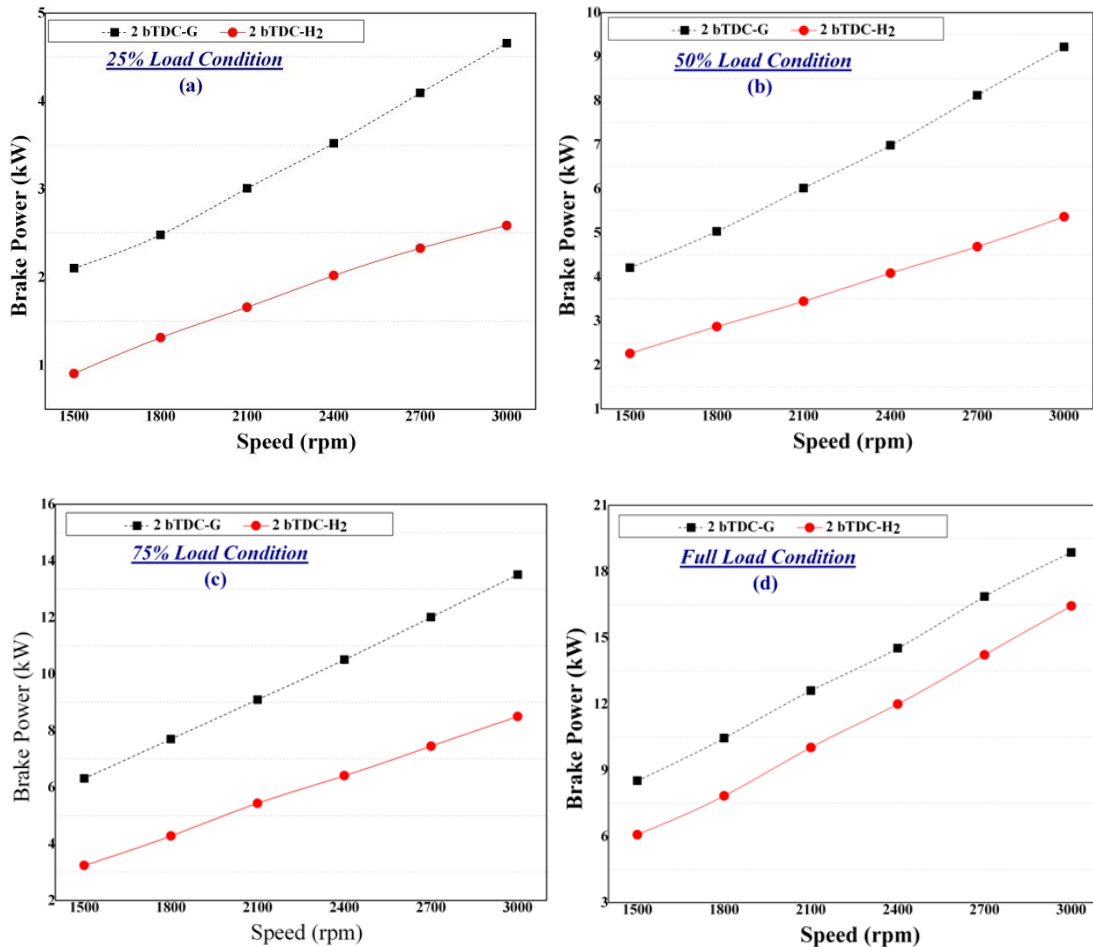 5
2 bTDC-G 2 bTDC-H2
25% Load Condition
(a)
4
3
2
1
Brake Power (kW)
1500 1800 2100 2400 2700 3000
Speed (rpm)
10
2 bTDC-G 2 bTDC-H2
50% Load Condition
(b)
9
8
7
6
5
4
3
2
1
Brake Power (kW)
1500 1800 2100 2400 2700 3000
Speed (rpm)
16
2 bTDC-G 2 bTDC-H2
75% Load Condition
(c)
14
12
10
8
6
4
2
Brake Power (kW)
1500 1800 2100 2400 2700 3000
Speed (rpm)
21
2 bTDC-G 2 bTDC-H2
Full Load Condition
(d)
18
15
12
9
6
3
Brake Power (kW)
1500 1800 2100 2400 2700 3000
Speed (rpm)